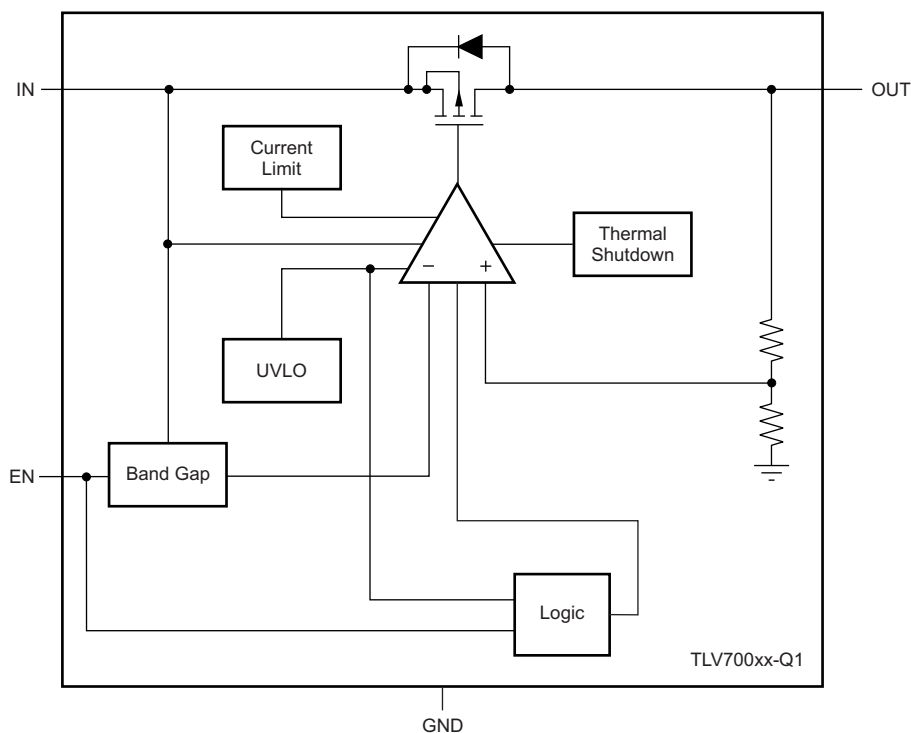 IN
OUT
Current
Limit
Thermal
Shutdown
−
+
UVLO
EN
Band Gap
Logic
TLV700xx-Q1
GND